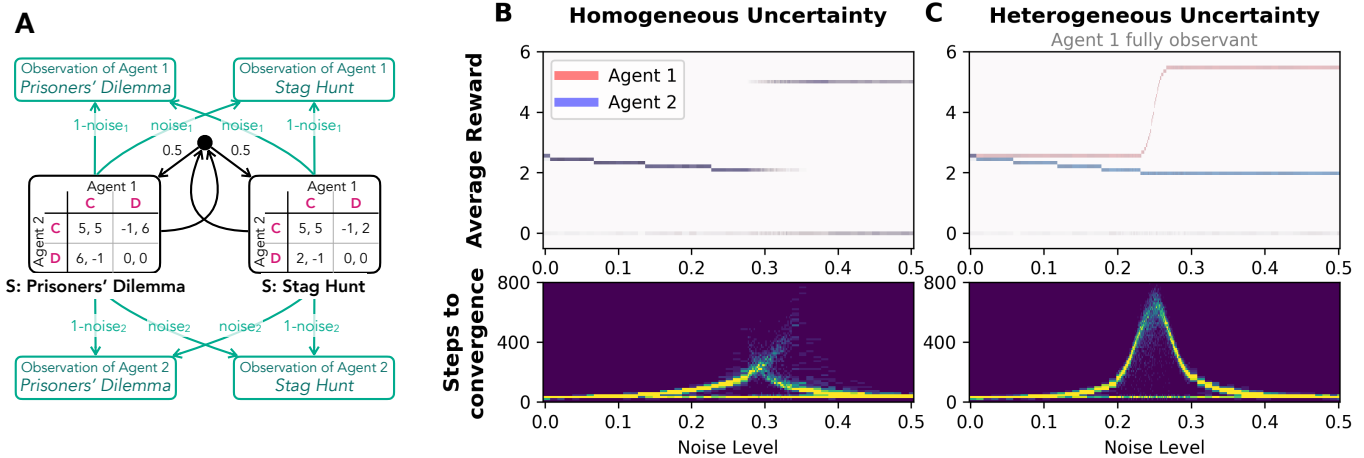 A
Observation of Agent 1
Prisoners' Dilemma
Observation of Agent 1
Stag Hunt
1-noise₁
noise₁
noise₁
1-noise₁
0.5
0.5
Agent 1
C D
Agent 2
C 5, 5 -1, 6
D 6, -1 0, 0
S: Prisoners' Dilemma
Agent 1
C D
Agent 2
C 5, 5 -1, 2
D 2, -1 0, 0
S: Stag Hunt
1-noise₂
noise₂
noise₂
1-noise₂
Observation of Agent 2
Prisoners' Dilemma
Observation of Agent 2
Stag Hunt
B
Homogeneous Uncertainty
Average Reward
6
4
2
0
Agent 1
Agent 2
0.0 0.1 0.2 0.3 0.4 0.5
Steps to
convergence
800
400
0
0.0 0.1 0.2 0.3 0.4 0.5
Noise Level
C
Heterogeneous Uncertainty
Agent 1 fully observant
6
4
2
0
0.0 0.1 0.2 0.3 0.4 0.5
800
400
0
0.0 0.1 0.2 0.3 0.4 0.5
Noise Level